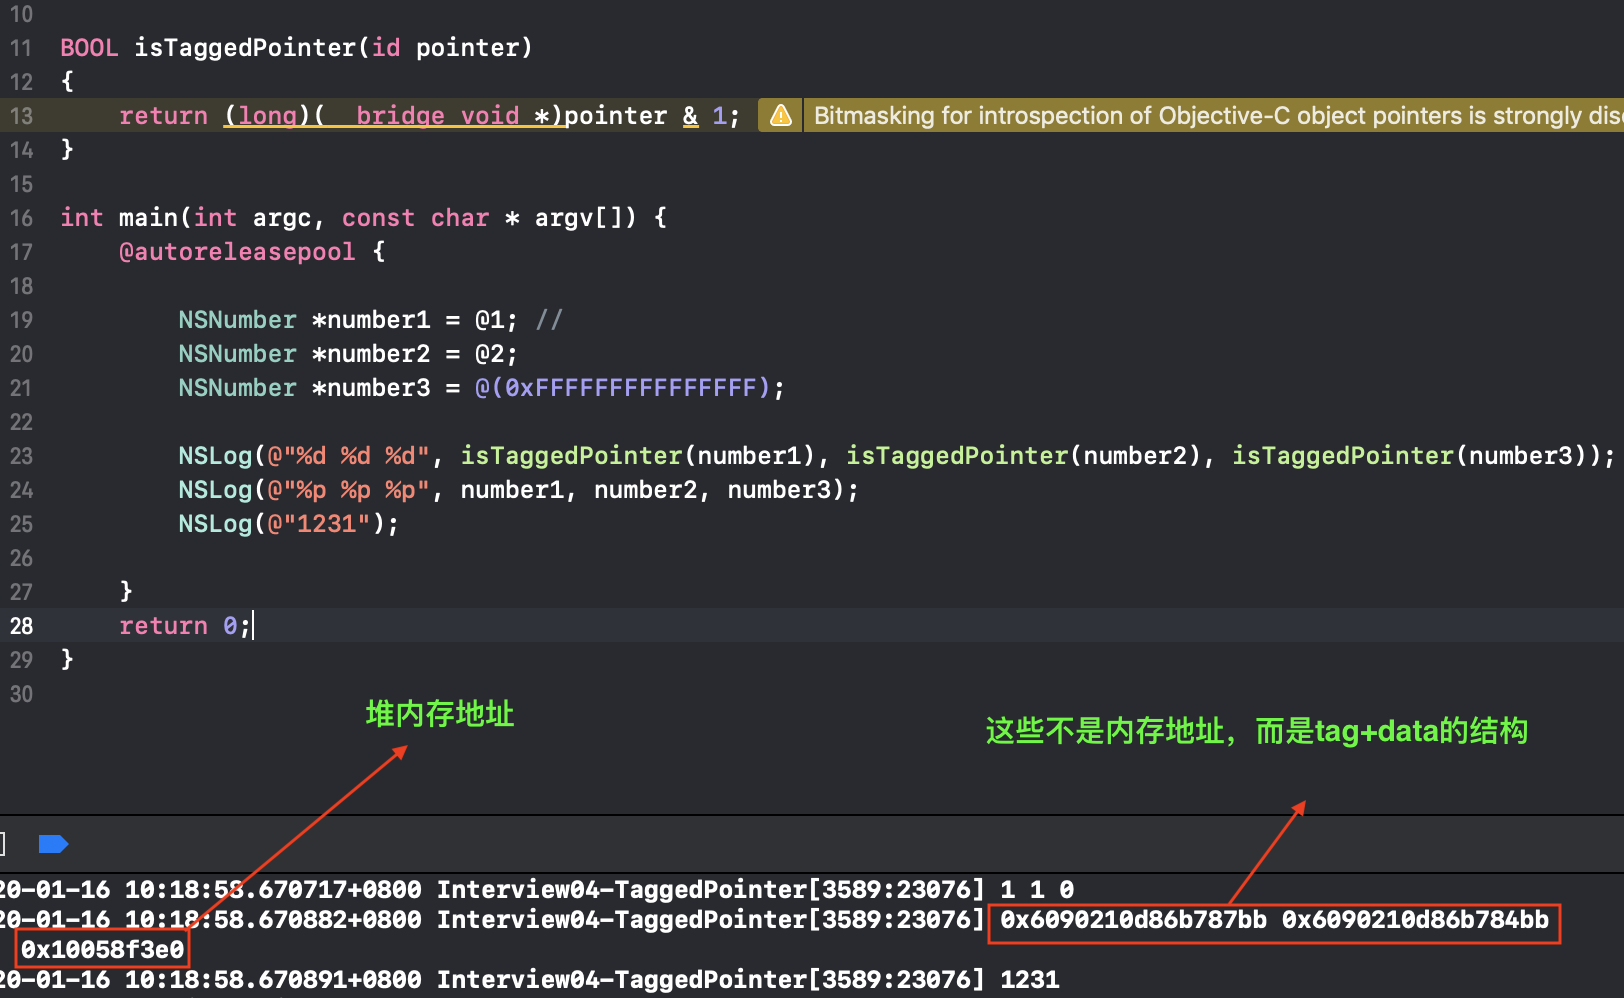 10
11 BOOL isTaggedPointer(id pointer)
12 {
13 return (long)(__bridge void *)pointer & 1; Bitmasking for introspection of Objective-C object pointers is strongly disc
14 }
15
16 int main(int argc, const char * argv[]) {
17 @autoreleasepool {
18
19 NSNumber *number1 = @1; //
20 NSNumber *number2 = @2;
21 NSNumber *number3 = @(0xFFFFFFFFFFFFFFF);
22
23 NSLog(@"%d %d %d", isTaggedPointer(number1), isTaggedPointer(number2), isTaggedPointer(number3));
24 NSLog(@"%p %p %p", number1, number2, number3);
25 NSLog(@"1231");
26
27 }
28 return 0;
29 }
30
堆内存地址
这些不是内存地址，而是tag+data的结构
20-01-16 10:18:58.670717+0800 Interview04-TaggedPointer[3589:23076] 1 1 0
20-01-16 10:18:58.670882+0800 Interview04-TaggedPointer[3589:23076] 0x6090210d86b787bb 0x6090210d86b784bb
0x10058f3e0
20-01-16 10:18:58.670891+0800 Interview04-TaggedPointer[3589:23076] 1231